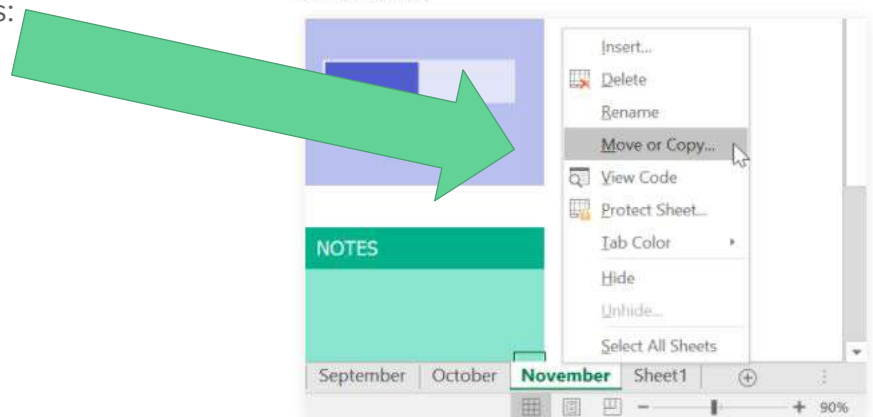 s:
Insert...
Delete
Rename
Move or Copy...
View Code
Protect Sheet...
Tab Color
Hide
Unhide...
Select All Sheets
NOTES
September October November Sheet1
90%